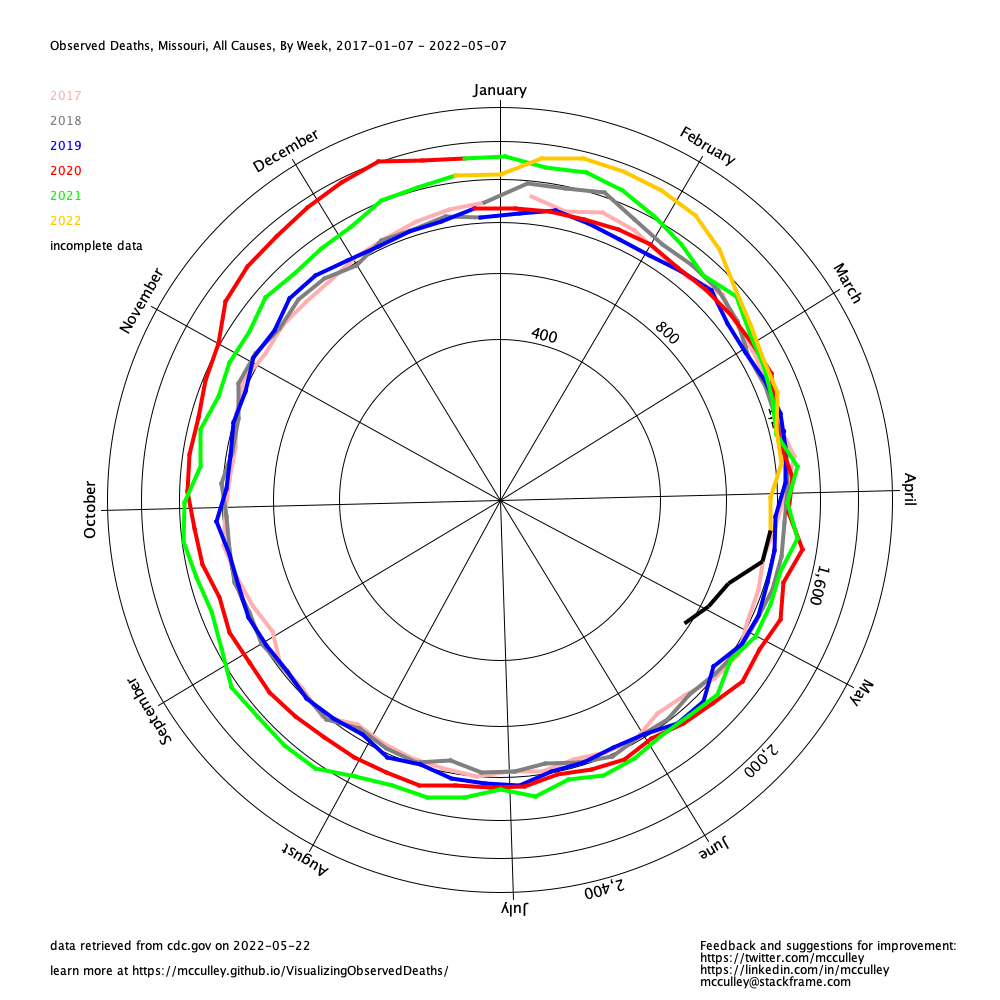 Observed Deaths, Missouri, All Causes, By Week, 2017-01-07 - 2022-05-07
January
2017
2018
2019
2020
2021
2022
incomplete data
December
February
November
March
400
800
October
April
1,600
September
May
2,000
August
June
2,400
July
data retrieved from cdc.gov on 2022-05-22
learn more at https://mcculley.github.io/VisualizingObservedDeaths/
Feedback and suggestions for improvement:
https://twitter.com/mcculley
https://linkedin.com/in/mcculley
mcculley@stackframe.com